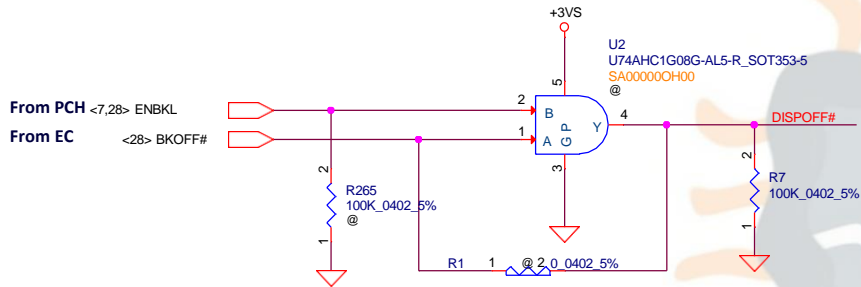 +3VS
U2
U74AHC1G08G-AL5-R_SOT353-5
SA00000OH00
@
5
From PCH <7,28> ENBKL
2
B
4
Y
DISPOFF#
From EC <28> BKOFF#
1
A
G
P
3
2
R265
100K_0402_5%
@
1
2
R7
100K_0402_5%
1
R1 1 @ 2 0_0402_5%